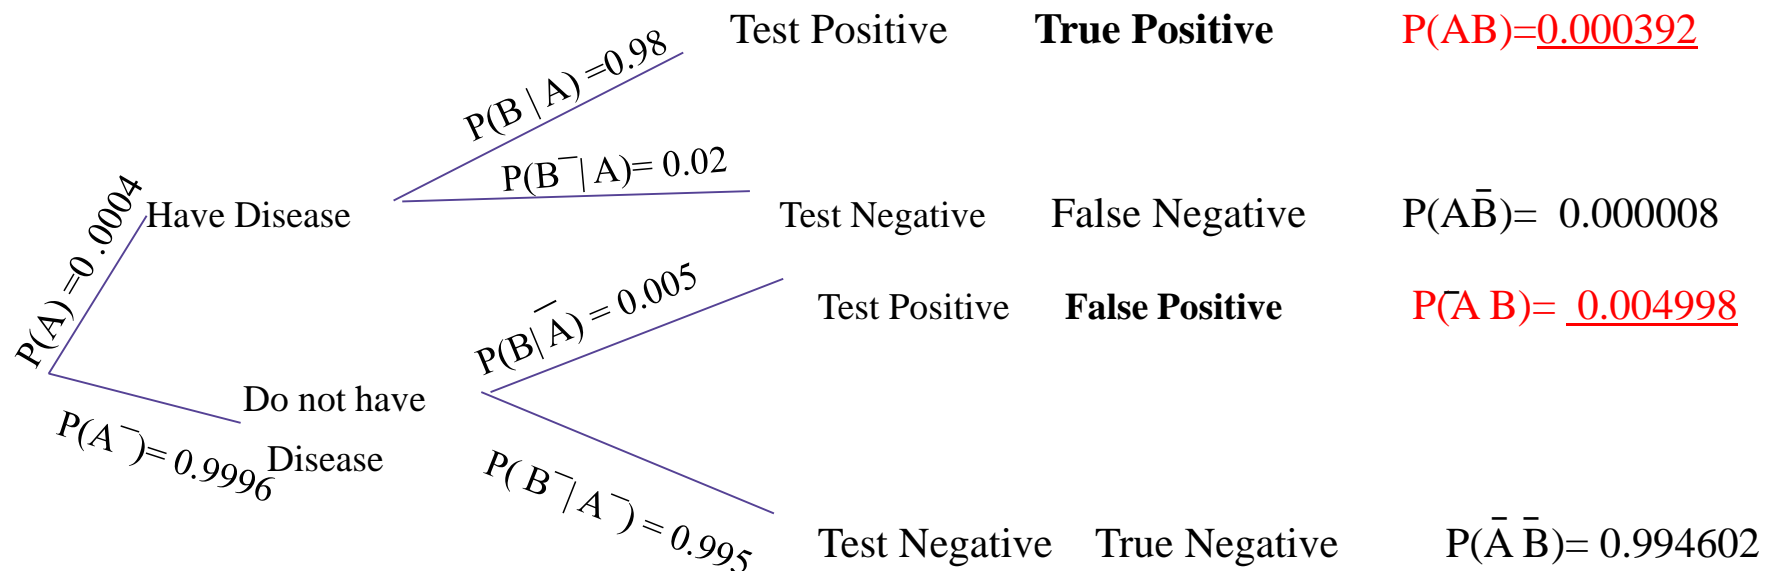 Test Positive True Positive P(AB)=0.000392
P(B | A) =0.98
P(B̅ | A)= 0.02
P(A) =0 .0004
Have Disease
Test Negative False Negative P(AB̅)= 0.000008
P(B| A̅) = 0.005
Test Positive False Positive P(A̅ B)= 0.004998
Do not have
Disease
P(A̅)= 0.9996
P( B̅ | A̅) = 0.995
Test Negative True Negative P(A̅ B̅)= 0.994602